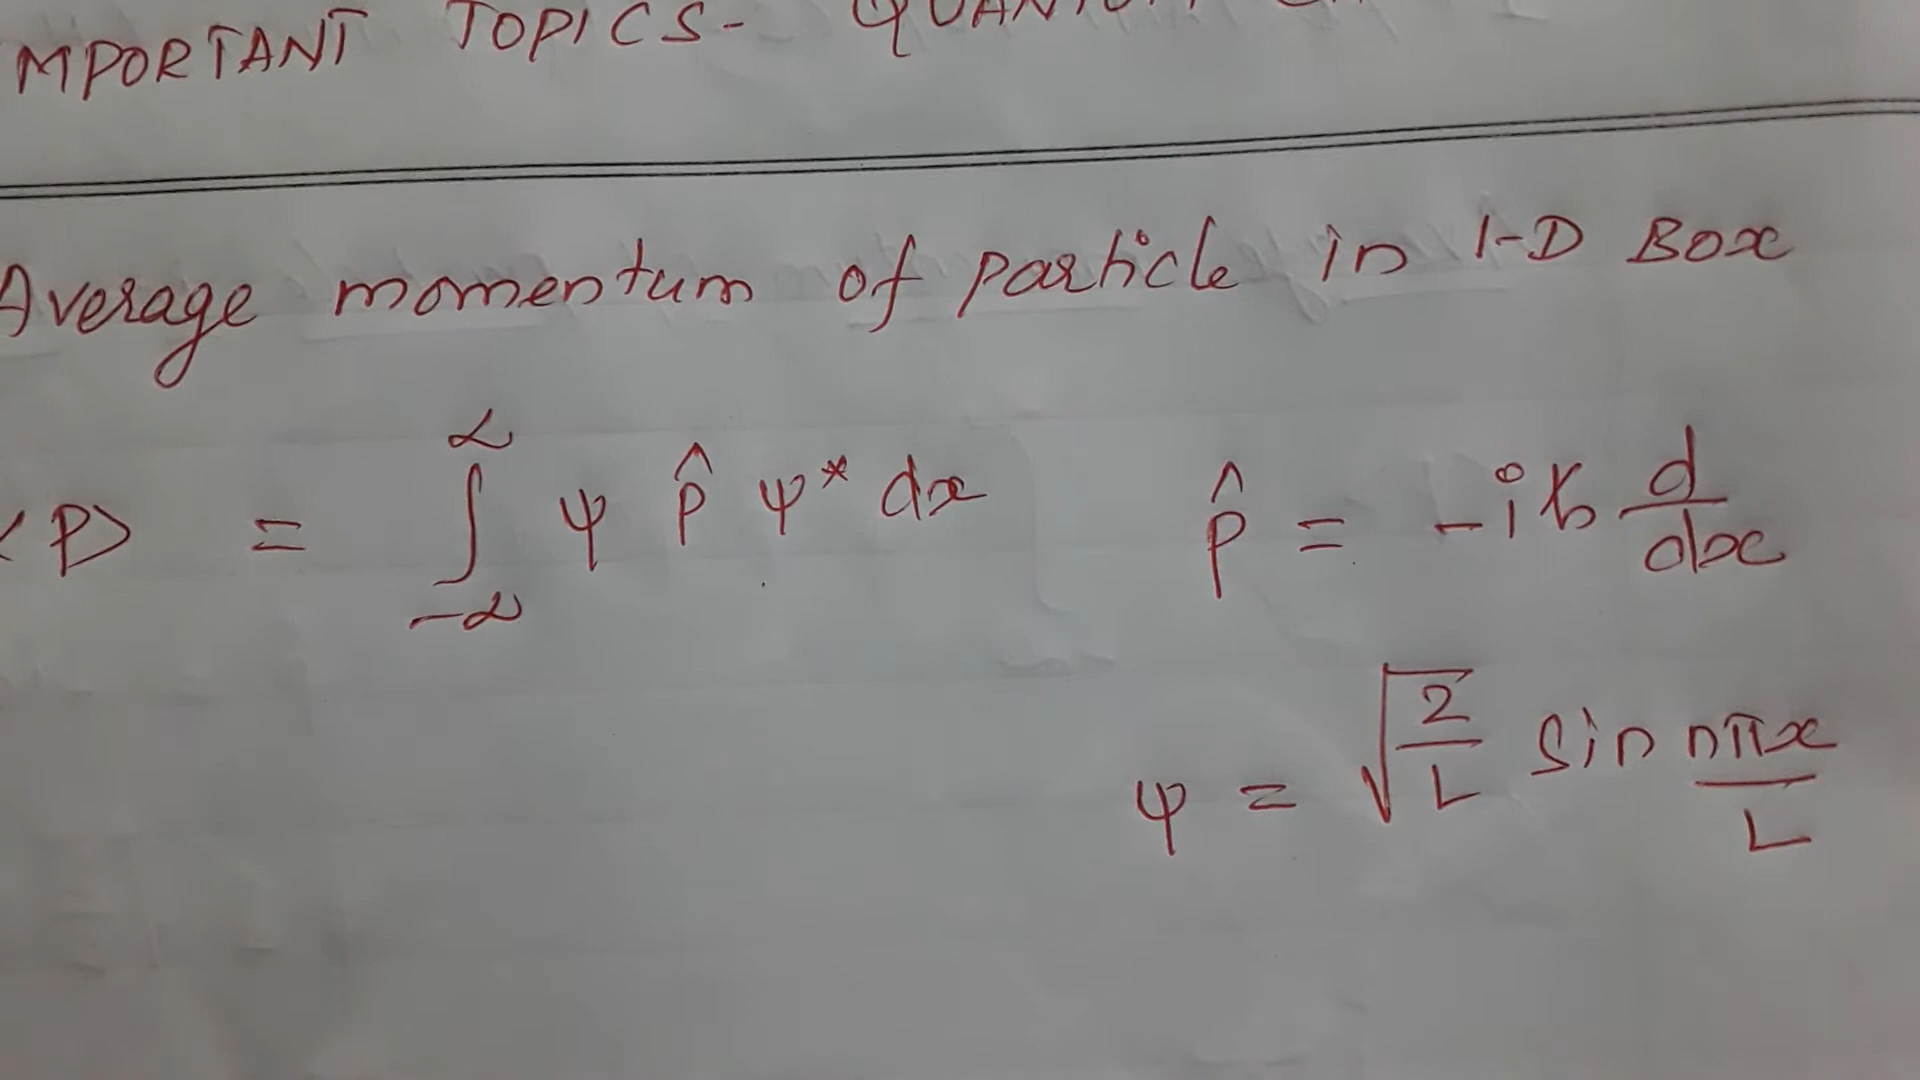 MPORTANT TOPICS-
Average momentum of particle in 1-D Box
<P> = ∫_{-∞}^{∞} ψ p̂ ψ* dx p̂ = -iħ d/dx
ψ = √(2/L) sin nπx/L